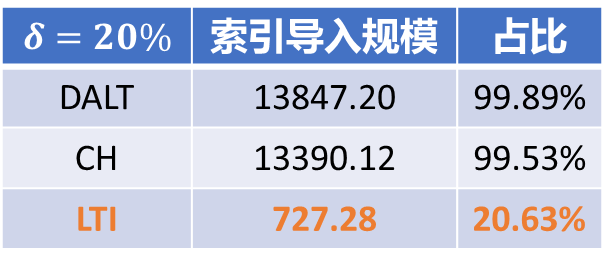 δ = 20% 索引导入规模 占比
DALT 13847.20 99.89%
CH 13390.12 99.53%
LTI 727.28 20.63%